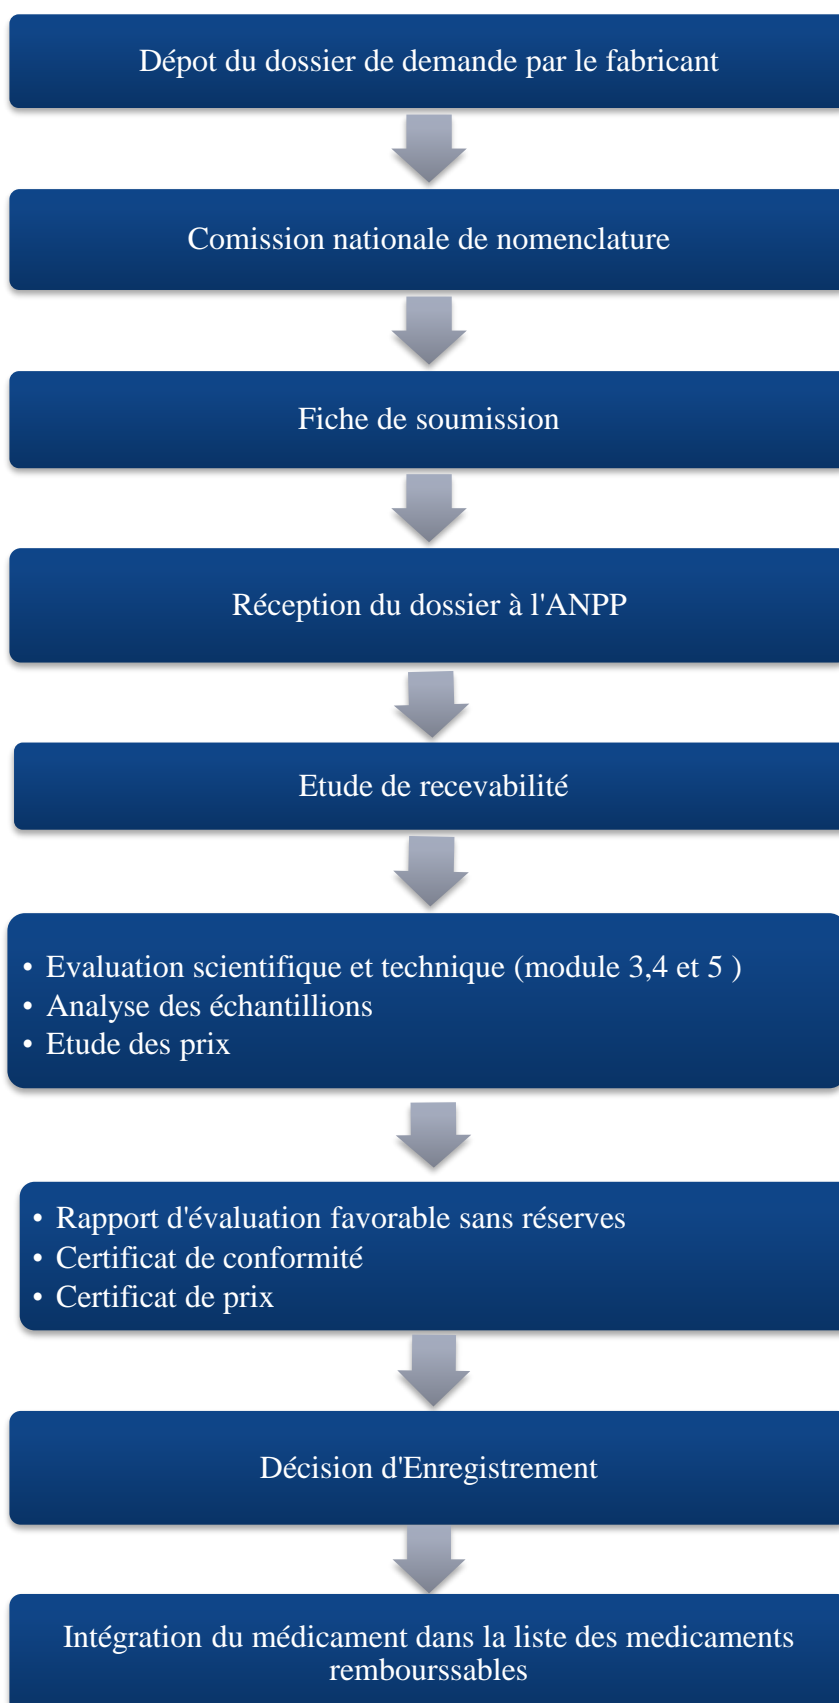 Dépot du dossier de demande par le fabricant
Comission nationale de nomenclature
Fiche de soumission
Réception du dossier à l'ANPP
Etude de recevabilité
• Evaluation scientifique et technique (module 3,4 et 5 )
• Analyse des échantillions
• Etude des prix
• Rapport d'évaluation favorable sans réserves
• Certificat de conformité
• Certificat de prix
Décision d'Enregistrement
Intégration du médicament dans la liste des medicaments
rembourssables